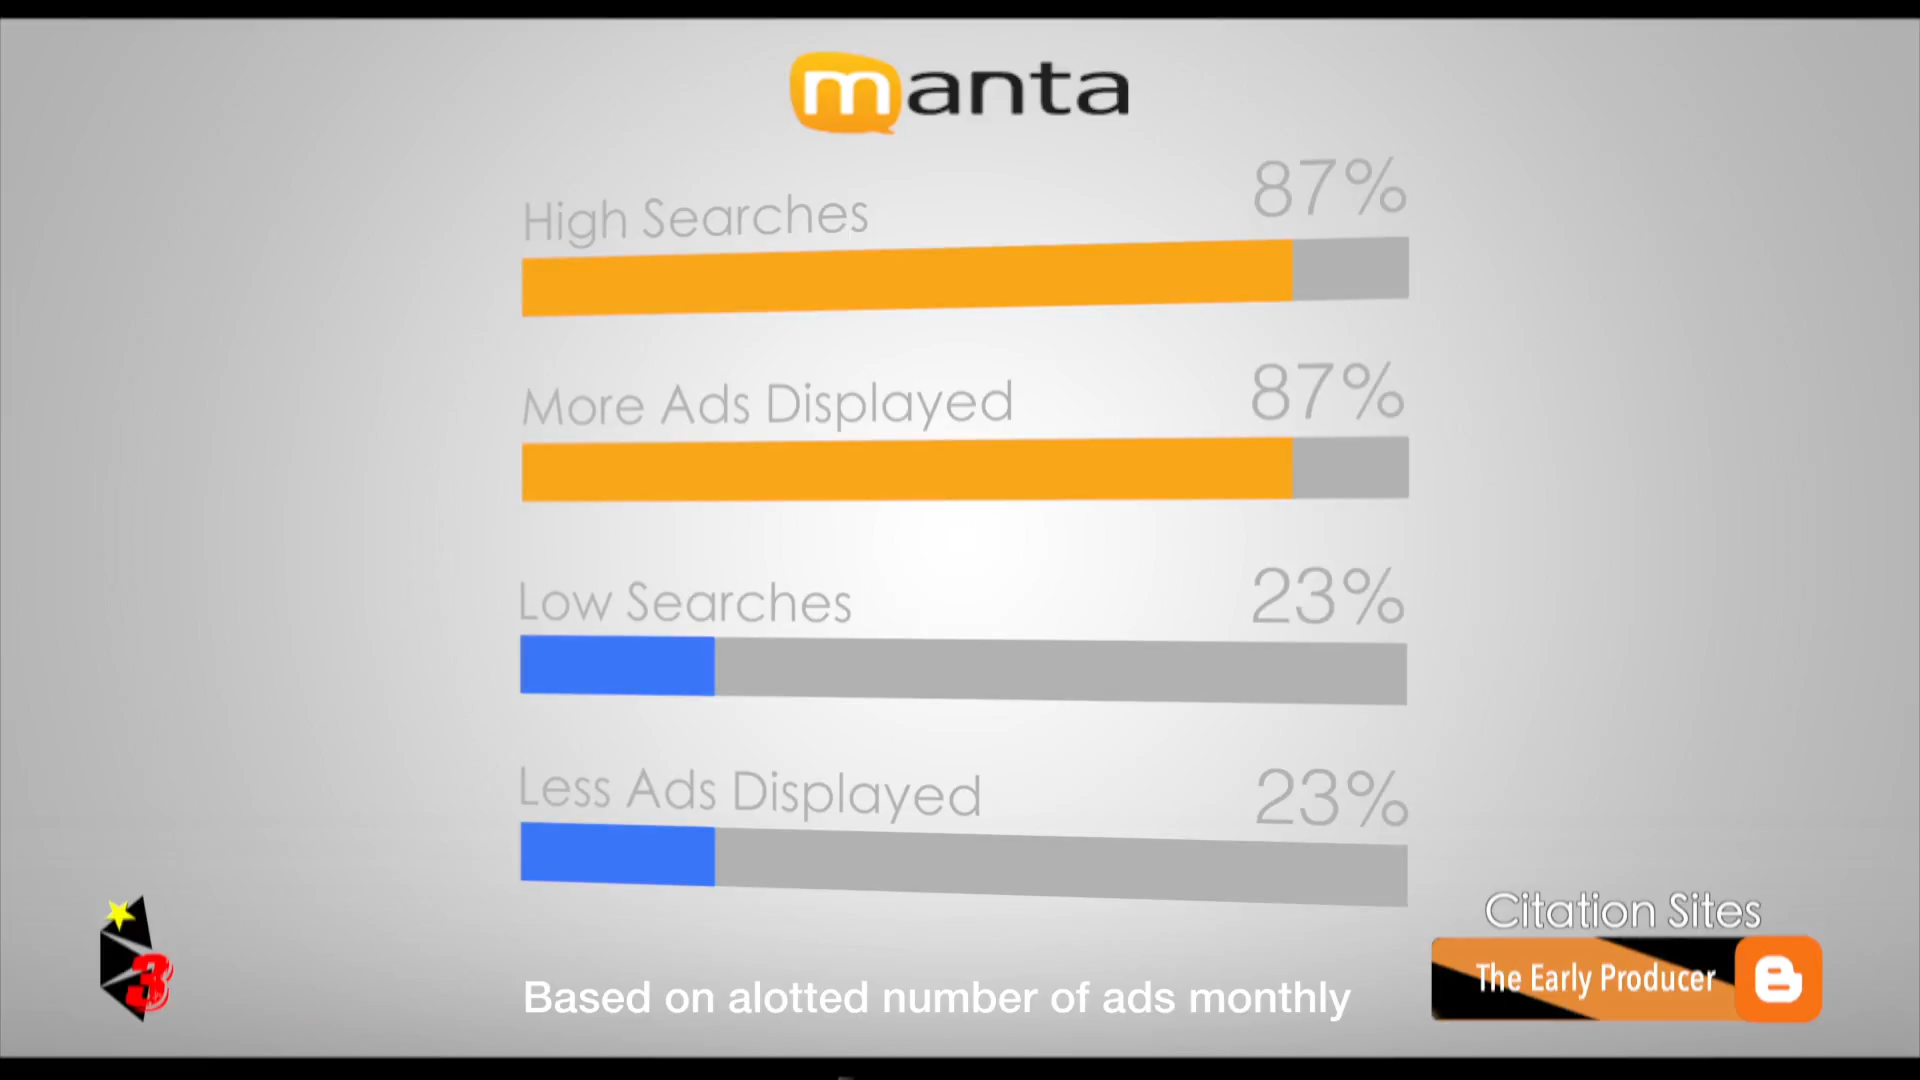 manta
High Searches 87%
More Ads Displayed 87%
Low Searches 23%
Less Ads Displayed 23%
3
Citation Sites
The Early Producer
Based on alotted number of ads monthly